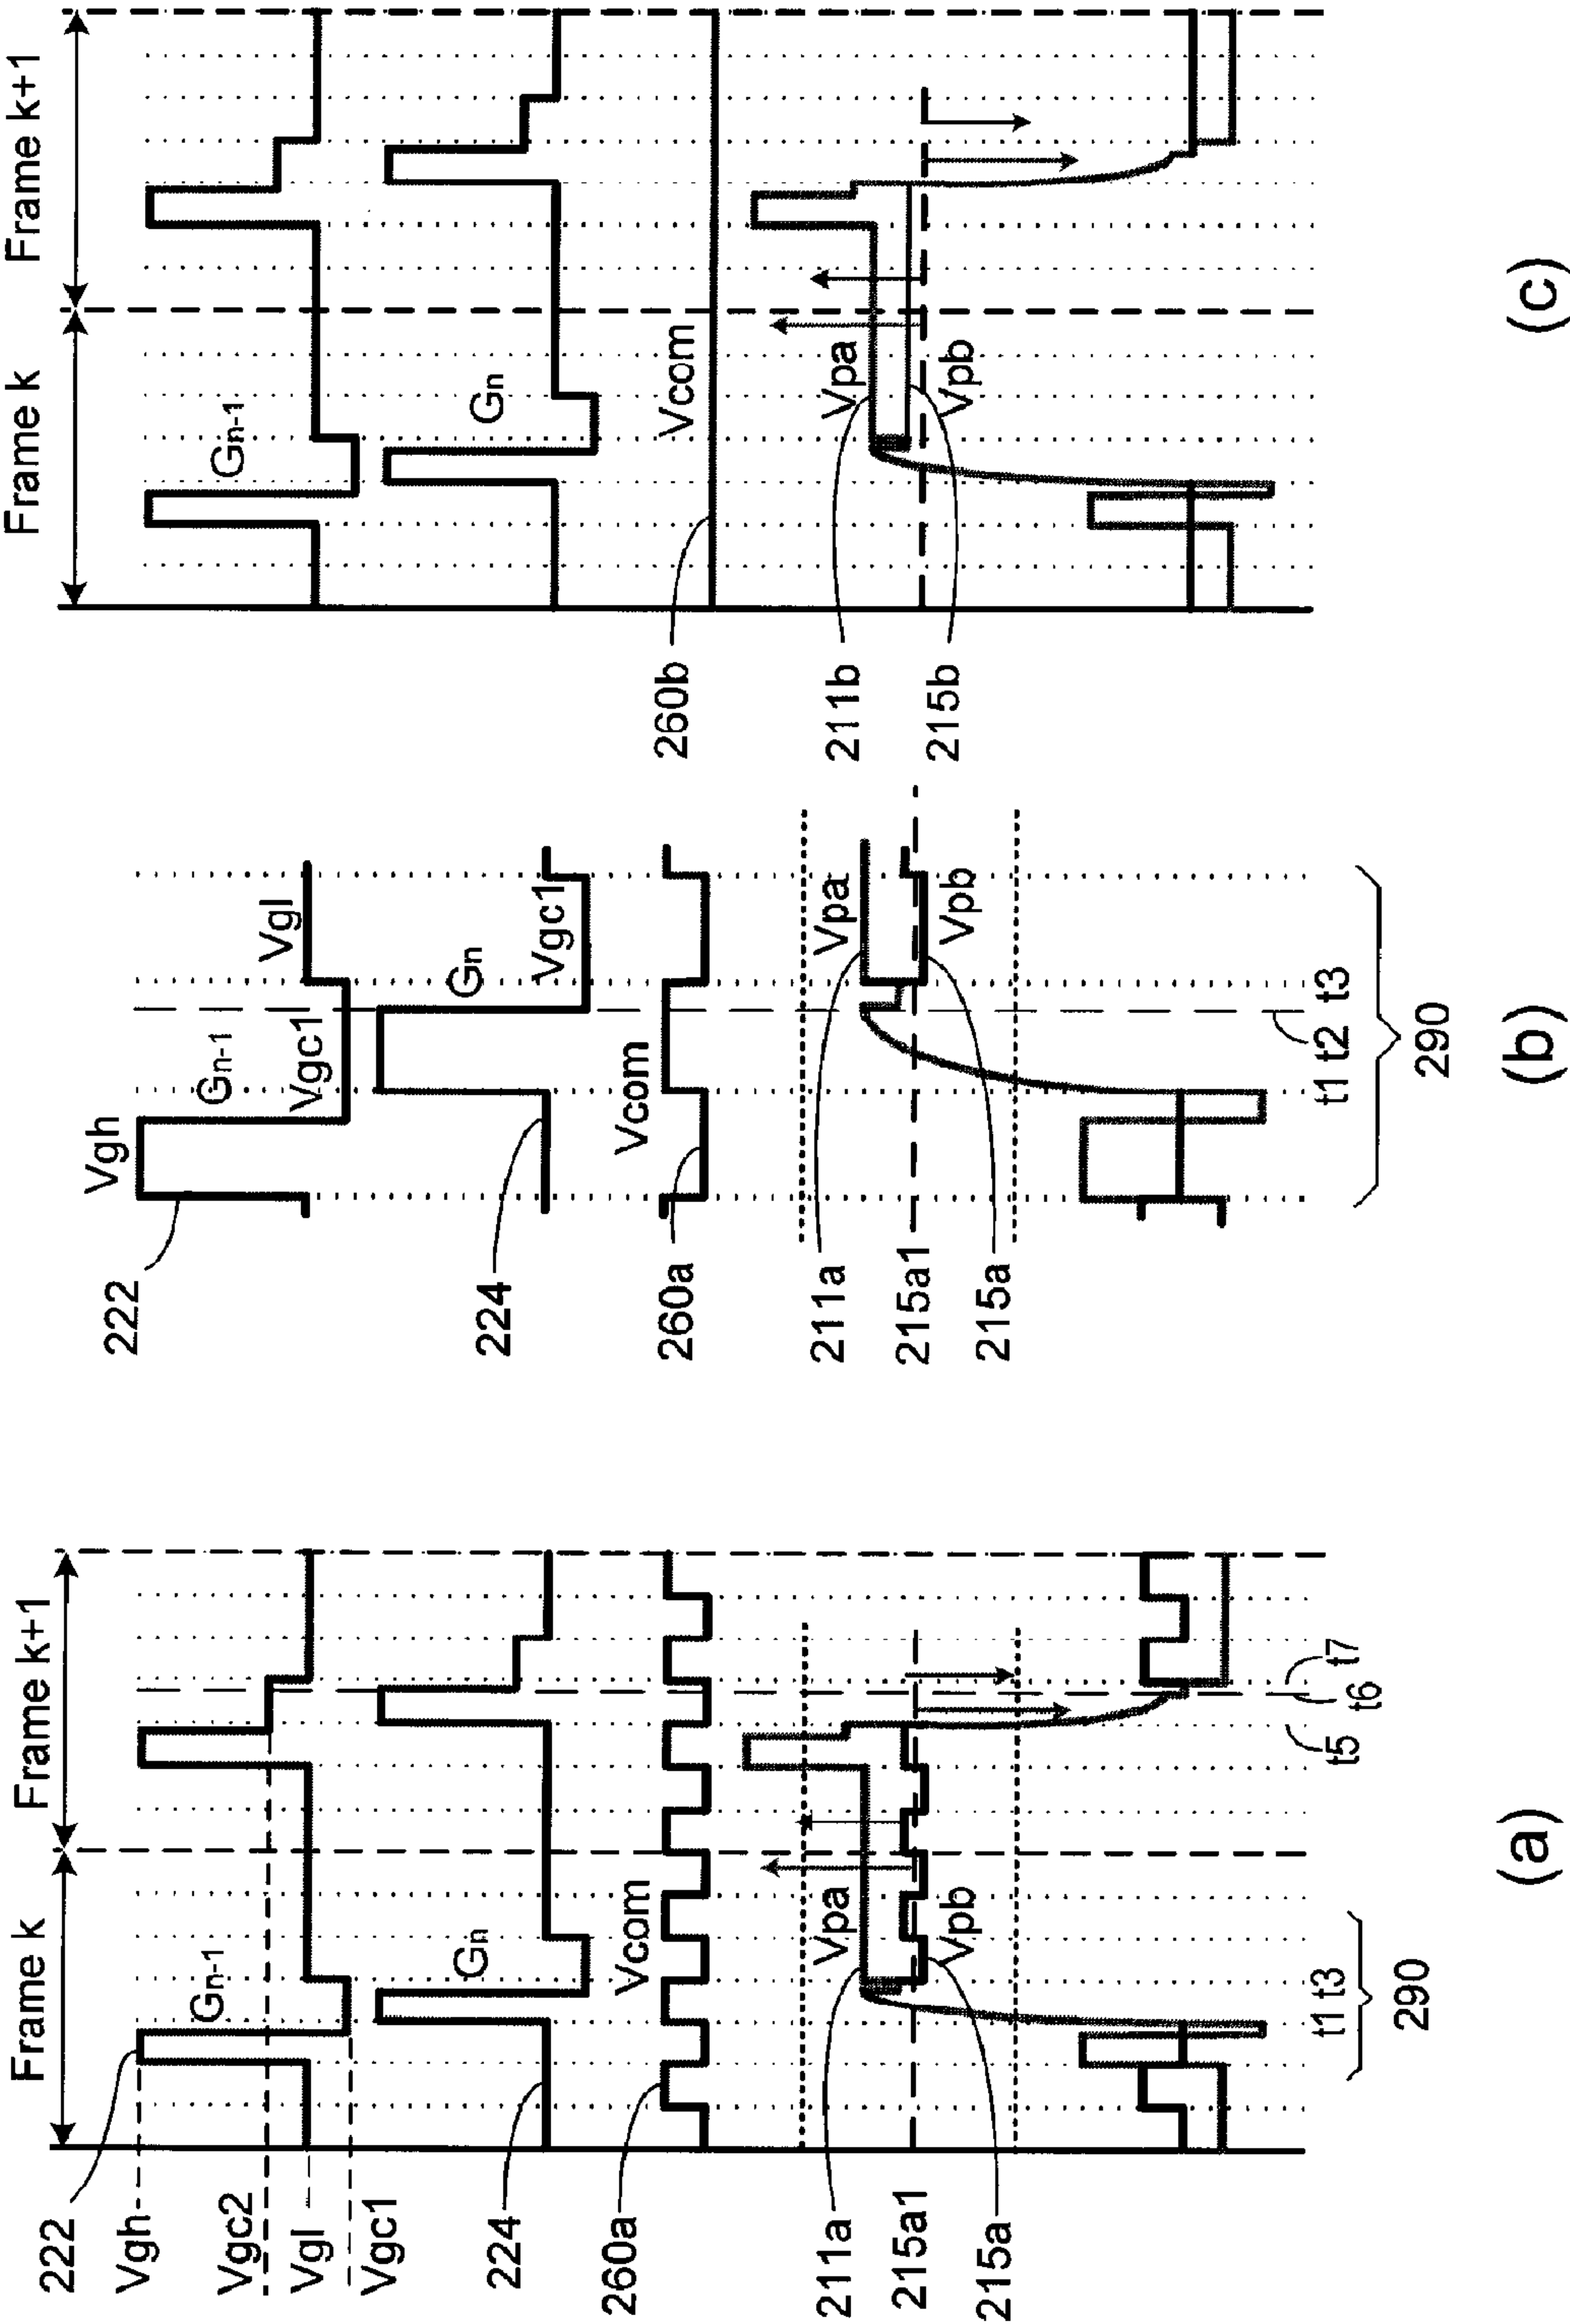 Frame k
Frame k+1
222
Vgh
Vgc2
Vgl
Vgc1
Gn-1
224
Gn
260a
Vcom
211a
Vpa
215a1
215a
Vpb
t1 t3
290
t5
t6
t7
(a)
222
Vgh
Gn-1
Vgc1
Vgl
224
Gn
Vgc1
260a
Vcom
211a
Vpa
215a1
215a
Vpb
t1 t2 t3
290
(b)
Frame k
Frame k+1
Gn-1
Gn
260b
Vcom
211b
Vpa
215b
Vpb
(c)